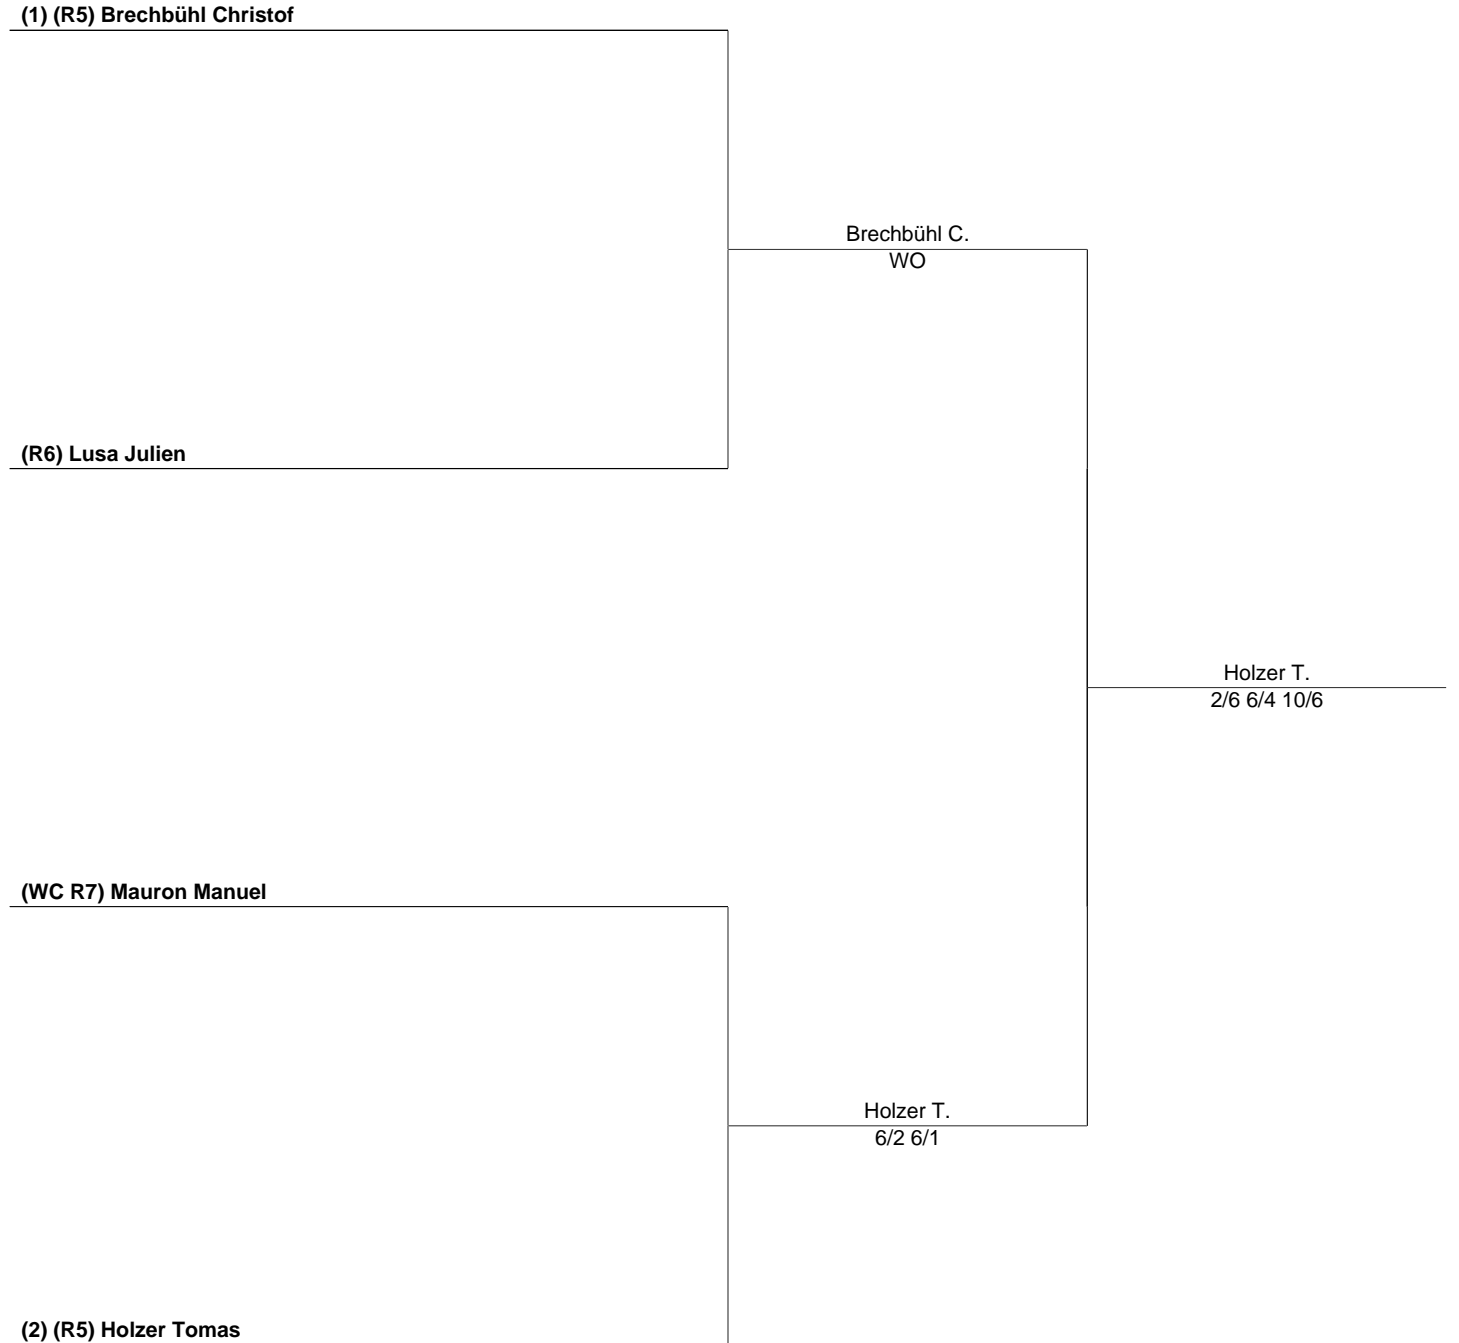 (1) (R5) Brechbühl Christof
Brechbühl C.
WO
(R6) Lusa Julien
Holzer T.
2/6 6/4 10/6
(WC R7) Mauron Manuel
Holzer T.
6/2 6/1
(2) (R5) Holzer Tomas